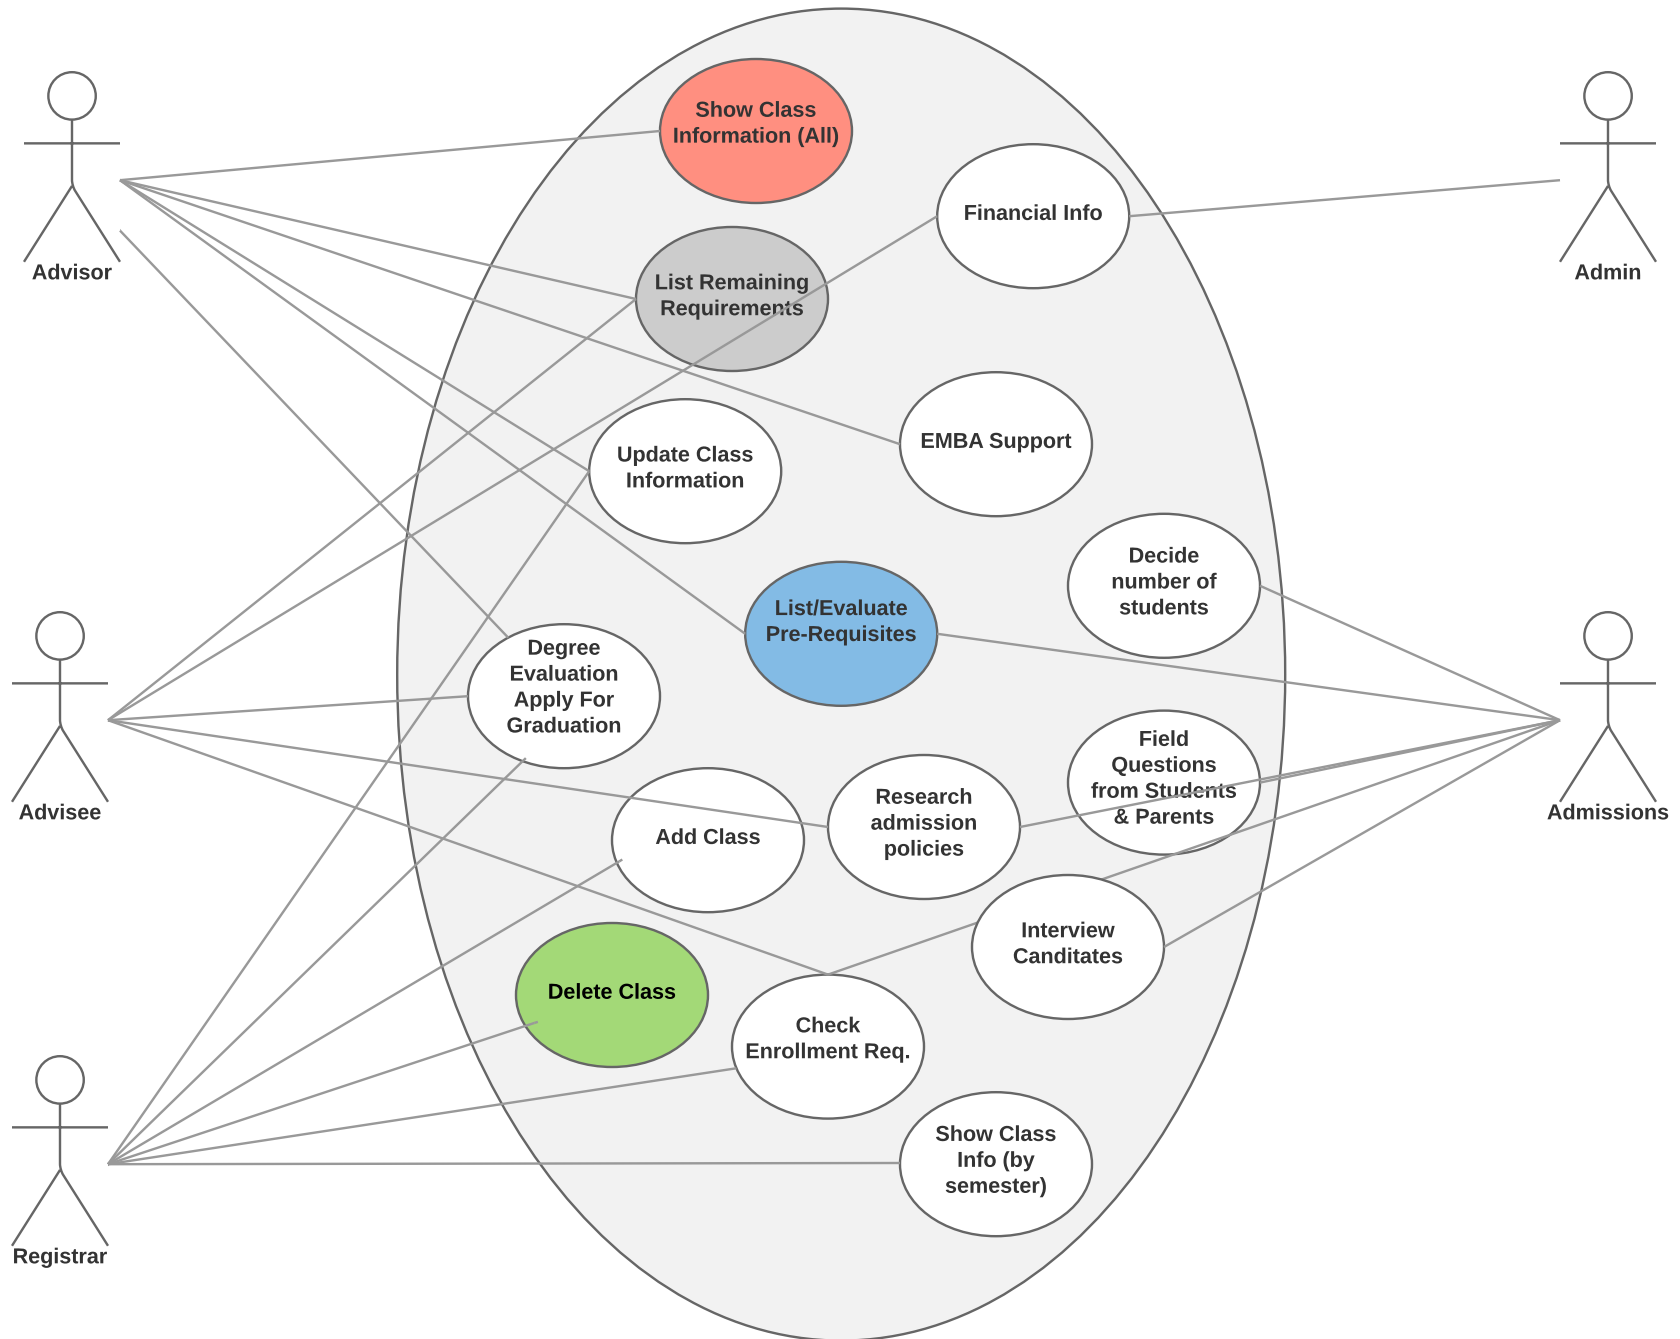 Show Class
Information (All)
Financial Info
Advisor
Admin
List Remaining
Requirements
EMBA Support
Update Class
Information
Decide
number of
students
List/Evaluate
Pre-Requisites
Degree
Evaluation
Apply For
Graduation
Field
Questions
from Students
& Parents
Advisee
Admissions
Research
admission
policies
Add Class
Interview
Canditates
Delete Class
Check
Enrollment Req.
Show Class
Info (by
semester)
Registrar